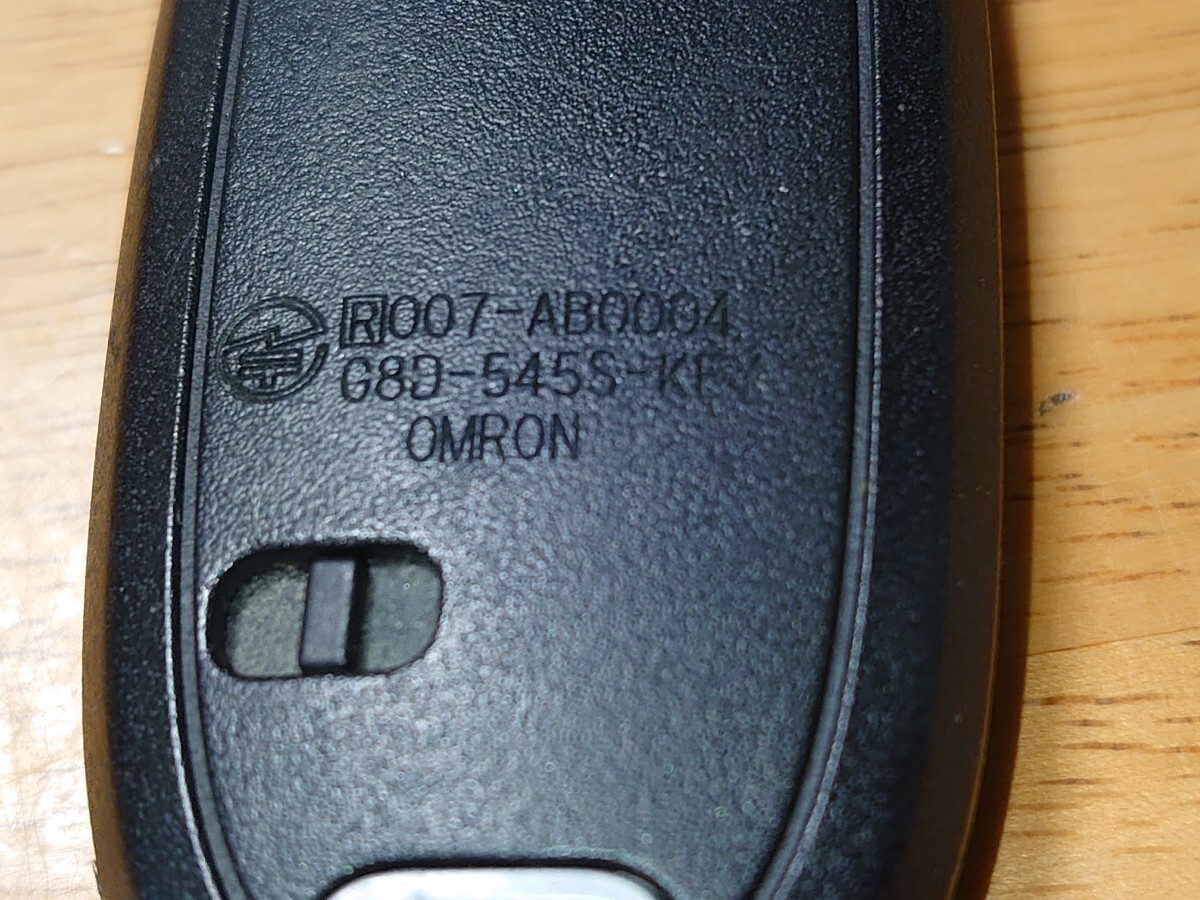 R 007-AB0004
G8D-545S-KEY
OMRON